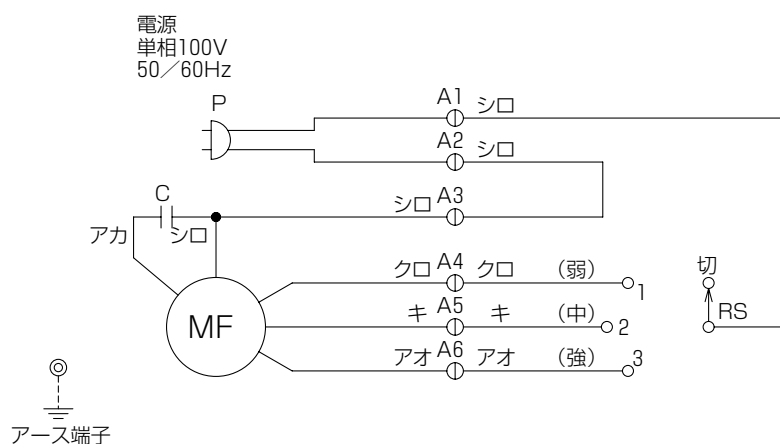 電源
単相100V
50／60Hz
P
A1 シロ
A2 シロ
C
シロ A3
アカ シロ
クロ A4 クロ (弱) 1
切
MF
キ A5 キ (中) 2
RS
アオ A6 アオ (強) 3
アース端子